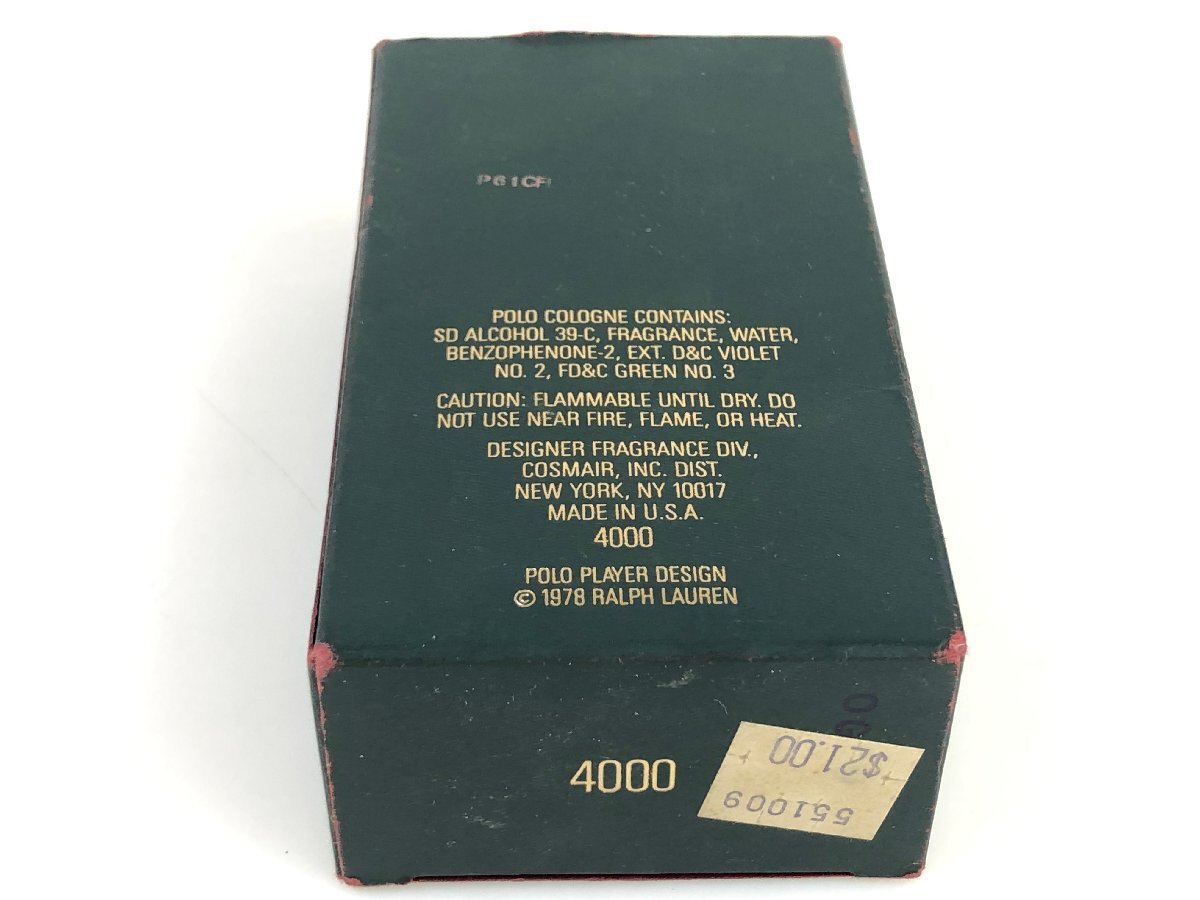 P61CF
POLO COLOGNE CONTAINS:
SD ALCOHOL 39-C, FRAGRANCE, WATER,
BENZOPHENONE-2, EXT. D&C VIOLET
NO. 2, FD&C GREEN NO. 3
CAUTION: FLAMMABLE UNTIL DRY. DO
NOT USE NEAR FIRE, FLAME, OR HEAT.
DESIGNER FRAGRANCE DIV.,
COSMAIR, INC. DIST.
NEW YORK, NY 10017
MADE IN U.S.A.
4000
POLO PLAYER DESIGN
© 1978 RALPH LAUREN
4000
551009
$21.00